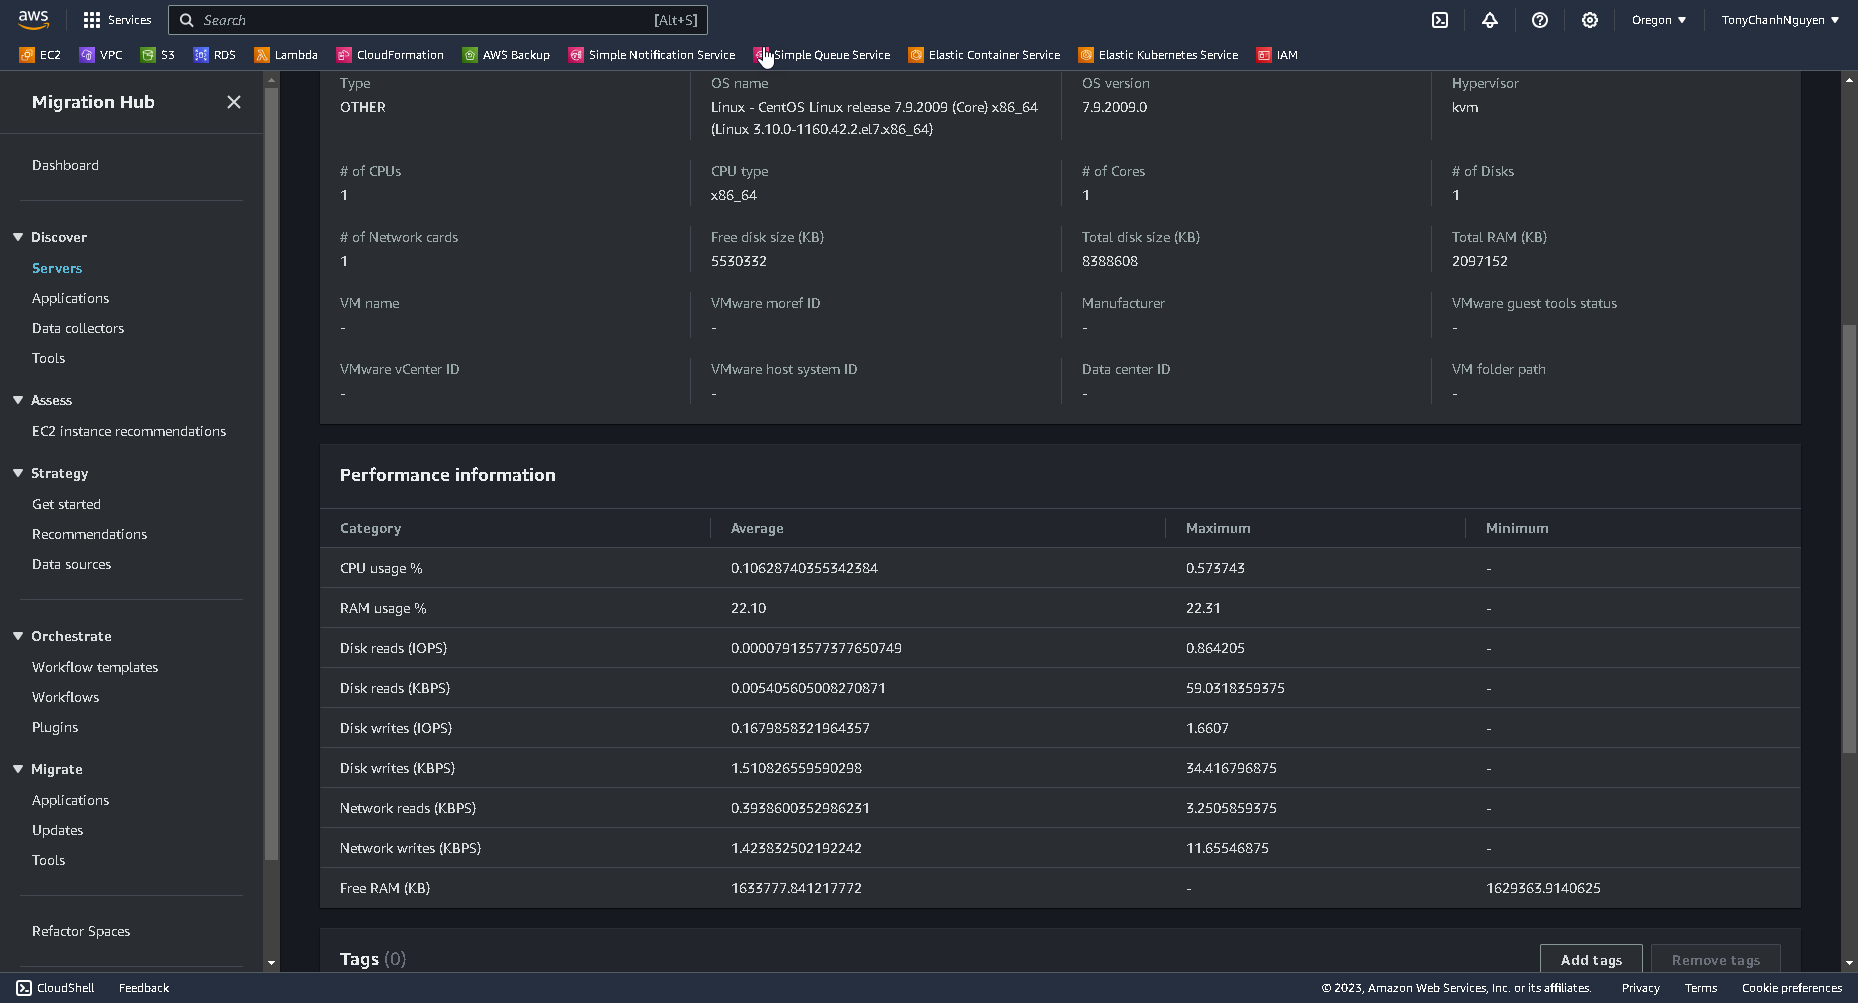 aws
Services
Search
[Alt+S]
Oregon ▼
TonyChanhNguyen ▼
EC2
VPC
S3
RDS
Lambda
CloudFormation
AWS Backup
Simple Notification Service
Simple Queue Service
Elastic Container Service
Elastic Kubernetes Service
IAM
Migration Hub
Dashboard
Discover
Servers
Applications
Data collectors
Tools
Assess
EC2 instance recommendations
Strategy
Get started
Recommendations
Data sources
Orchestrate
Workflow templates
Workflows
Plugins
Migrate
Applications
Updates
Tools
Refactor Spaces
Type
OTHER
OS name
Linux - CentOS Linux release 7.9.2009 (Core) x86_64
(Linux 3.10.0-1160.42.2.el7.x86_64)
OS version
7.9.2009.0
Hypervisor
kvm
# of CPUs
1
CPU type
x86_64
# of Cores
1
# of Disks
1
# of Network cards
1
Free disk size (KB)
5530332
Total disk size (KB)
8388608
Total RAM (KB)
2097152
VM name
-
VMware moref ID
-
Manufacturer
-
VMware guest tools status
-
VMware vCenter ID
-
VMware host system ID
-
Data center ID
-
VM folder path
-
Performance information
Category Average Maximum Minimum
CPU usage % 0.10628740355342384 0.573743 -
RAM usage % 22.10 22.31 -
Disk reads (IOPS) 0.00007913577377650749 0.864205 -
Disk reads (KBPS) 0.005405605008270871 59.0318359375 -
Disk writes (IOPS) 0.1679858321964357 1.6607 -
Disk writes (KBPS) 1.510826559590298 34.416796875 -
Network reads (KBPS) 0.3938600352986231 3.2505859375 -
Network writes (KBPS) 1.423832502192242 11.65546875 -
Free RAM (KB) 1633777.841217772 - 1629363.9140625
Tags (0)
Add tags
Remove tags
CloudShell
Feedback
© 2023, Amazon Web Services, Inc. or its affiliates.
Privacy
Terms
Cookie preferences